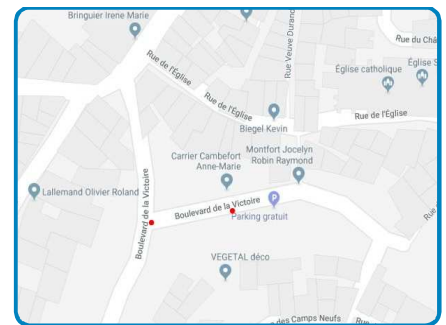 Bringuier Irene Marie
Rue Veuve Durand
Rue du Châ
Rue de l'Église
Église catholique
Église S
Rue de l'Église
Rue de l'Église
Biegel Kevin
Carrier Cambefort
Anne-Marie
Montfort Jocelyn
Robin Raymond
Lallemand Olivier Roland
Boulevard de la Victoire
Boulevard de la Victoire
Parking gratuit
P
Rue
VEGETAL déco
des Camps Neufs
Rue